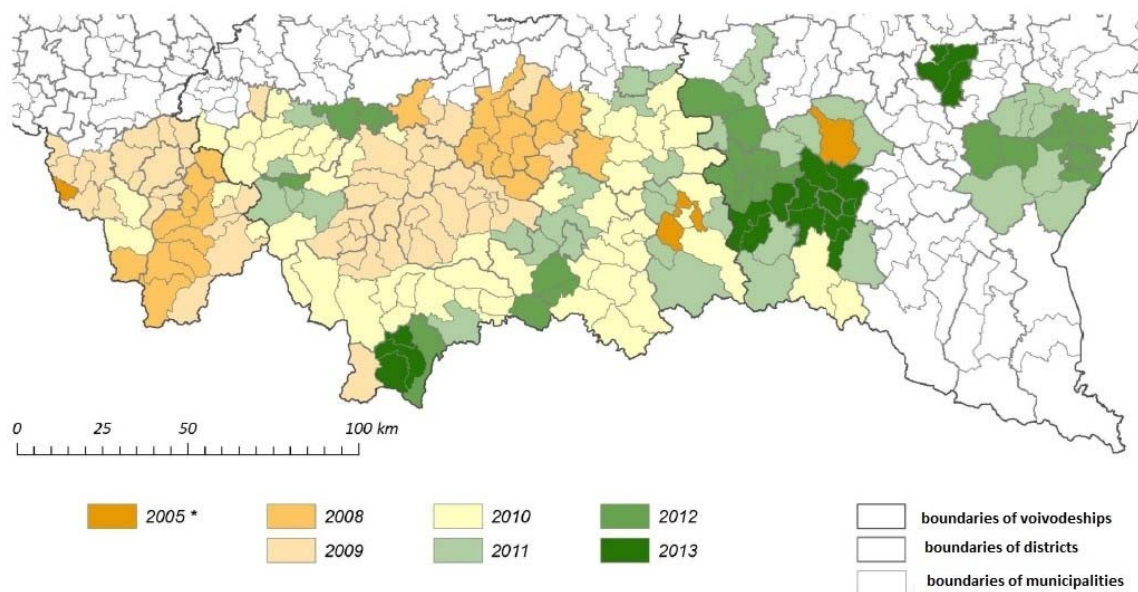 0 25 50 100 km
2005 * 2008 2010 2012 boundaries of voivodeships
2009 2011 2013 boundaries of districts
boundaries of municipalities